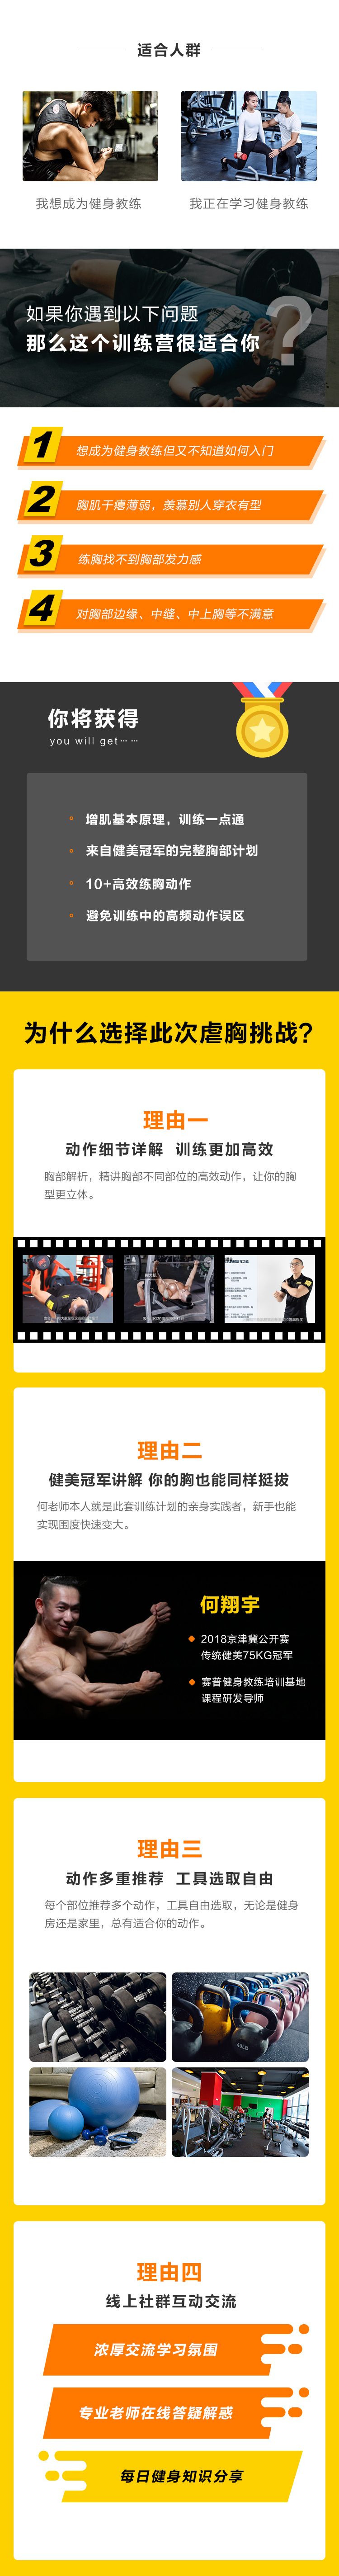 适合人群
我想成为健身教练
我正在学习健身教练
如果你遇到以下问题
那么这个训练营很适合你
?
1
想成为健身教练但又不知道如何入门
2
胸肌干瘪薄弱，羡慕别人穿衣有型
3
练胸找不到胸部发力感
4
对胸部边缘、中缝、中上胸等不满意
你将获得
you will get… …
增肌基本原理，训练一点通
来自健美冠军的完整胸部计划
10+高效练胸动作
避免训练中的高频动作误区
为什么选择此次虐胸挑战?
理由一
动作细节详解 训练更加高效
胸部解析，精讲胸部不同部位的高效动作，让你的胸
型更立体。
理由二
健美冠军讲解 你的胸也能同样挺拔
何老师本人就是此套训练计划的亲身实践者，新手也能
实现围度快速变大。
何翔宇
2018京津冀公开赛
传统健美75KG冠军
赛普健身教练培训基地
课程研发导师
理由三
动作多重推荐 工具选取自由
每个部位推荐多个动作，工具自由选取，无论是健身
房还是家里，总有适合你的动作。
理由四
线上社群互动交流
浓厚交流学习氛围
专业老师在线答疑解惑
每日健身知识分享